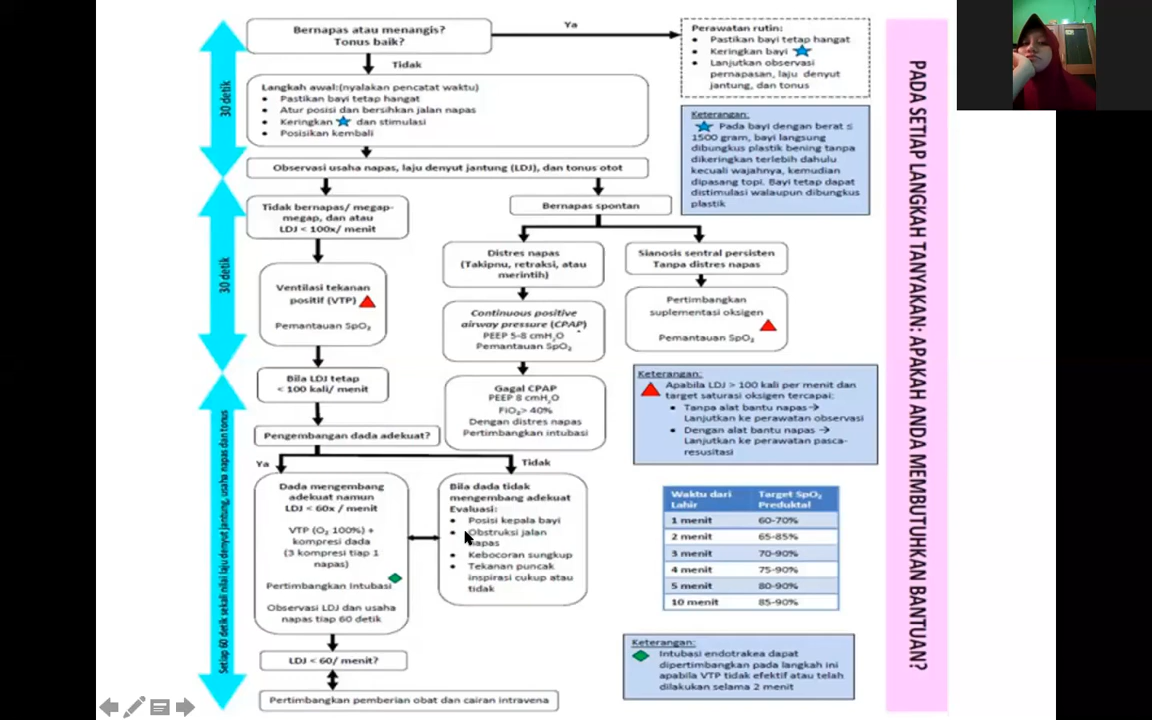 Bernapas atau menangis?
Tonus baik?
Ya
Perawatan rutin:
• Pastikan bayi tetap hangat
• Keringkan bayi
• Lanjutkan observasi
pernapasan, laju denyut
jantung, dan tonus
Tidak
30 detik
Langkah awal:(nyalakan pencatat waktu)
• Pastikan bayi tetap hangat
• Atur posisi dan bersihkan jalan napas
• Keringkan dan stimulasi
• Posisikan kembali
Keterangan:
Pada bayi dengan berat ≤
1500 gram, bayi langsung
dibungkus plastik bening tanpa
dikeringkan terlebih dahulu
kecuali wajahnya, kemudian
dipasang topi. Bayi tetap dapat
distimulasi walaupun dibungkus
plastik
Observasi usaha napas, laju denyut jantung (LDJ), dan tonus otot
30 detik
Tidak bernapas/ megap-
megap, dan atau
LDJ < 100x/ menit
Bernapas spontan
Distres napas
(Takipnu, retraksi, atau
merintih)
Sianosis sentral persisten
Tanpa distres napas
Ventilasi tekanan
positif (VTP)
Pemantauan SpO₂
Continuous positive
airway pressure (CPAP)
PEEP 5-8 cmH₂O
Pemantauan SpO₂
Pertimbangkan
suplementasi oksigen
Pemantauan SpO₂
Setiap 60 detik sekali nilai laju denyut jantung, usaha napas dan tonus
Bila LDJ tetap
< 100 kali/ menit
Gagal CPAP
PEEP 8 cmH₂O
FiO₂> 40%
Dengan distres napas
Pertimbangkan intubasi
Keterangan:
Apabila LDJ > 100 kali per menit dan
target saturasi oksigen tercapai:
• Tanpa alat bantu napas→
Lanjutkan ke perawatan observasi
• Dengan alat bantu napas →
Lanjutkan ke perawatan pasca-
resusitasi
Pengembangan dada adekuat?
Ya
Tidak
Dada mengembang
adekuat namun
LDJ < 60x / menit
VTP (O₂ 100%) +
kompresi dada
(3 kompresi tiap 1
napas)
Pertimbangkan Intubasi
Observasi LDJ dan usaha
napas tiap 60 detik
Bila dada tidak
mengembang adekuat
Evaluasi:
• Posisi kepala bayi
• Obstruksi jalan
napas
• Kebocoran sungkup
• Tekanan puncak
inspirasi cukup atau
tidak
Waktu dari Lahir Target SpO₂ Preduktal
1 menit 60-70%
2 menit 65-85%
3 menit 70-90%
4 menit 75-90%
5 menit 80-90%
10 menit 85-90%
LDJ < 60/ menit?
Pertimbangkan pemberian obat dan cairan intravena
Keterangan:
Intubasi endotrakea dapat
dipertimbangkan pada langkah ini
apabila VTP tidak efektif atau telah
dilakukan selama 2 menit
PADA SETIAP LANGKAH TANYAKAN: APAKAH ANDA MEMBUTUHKAN BANTUAN?